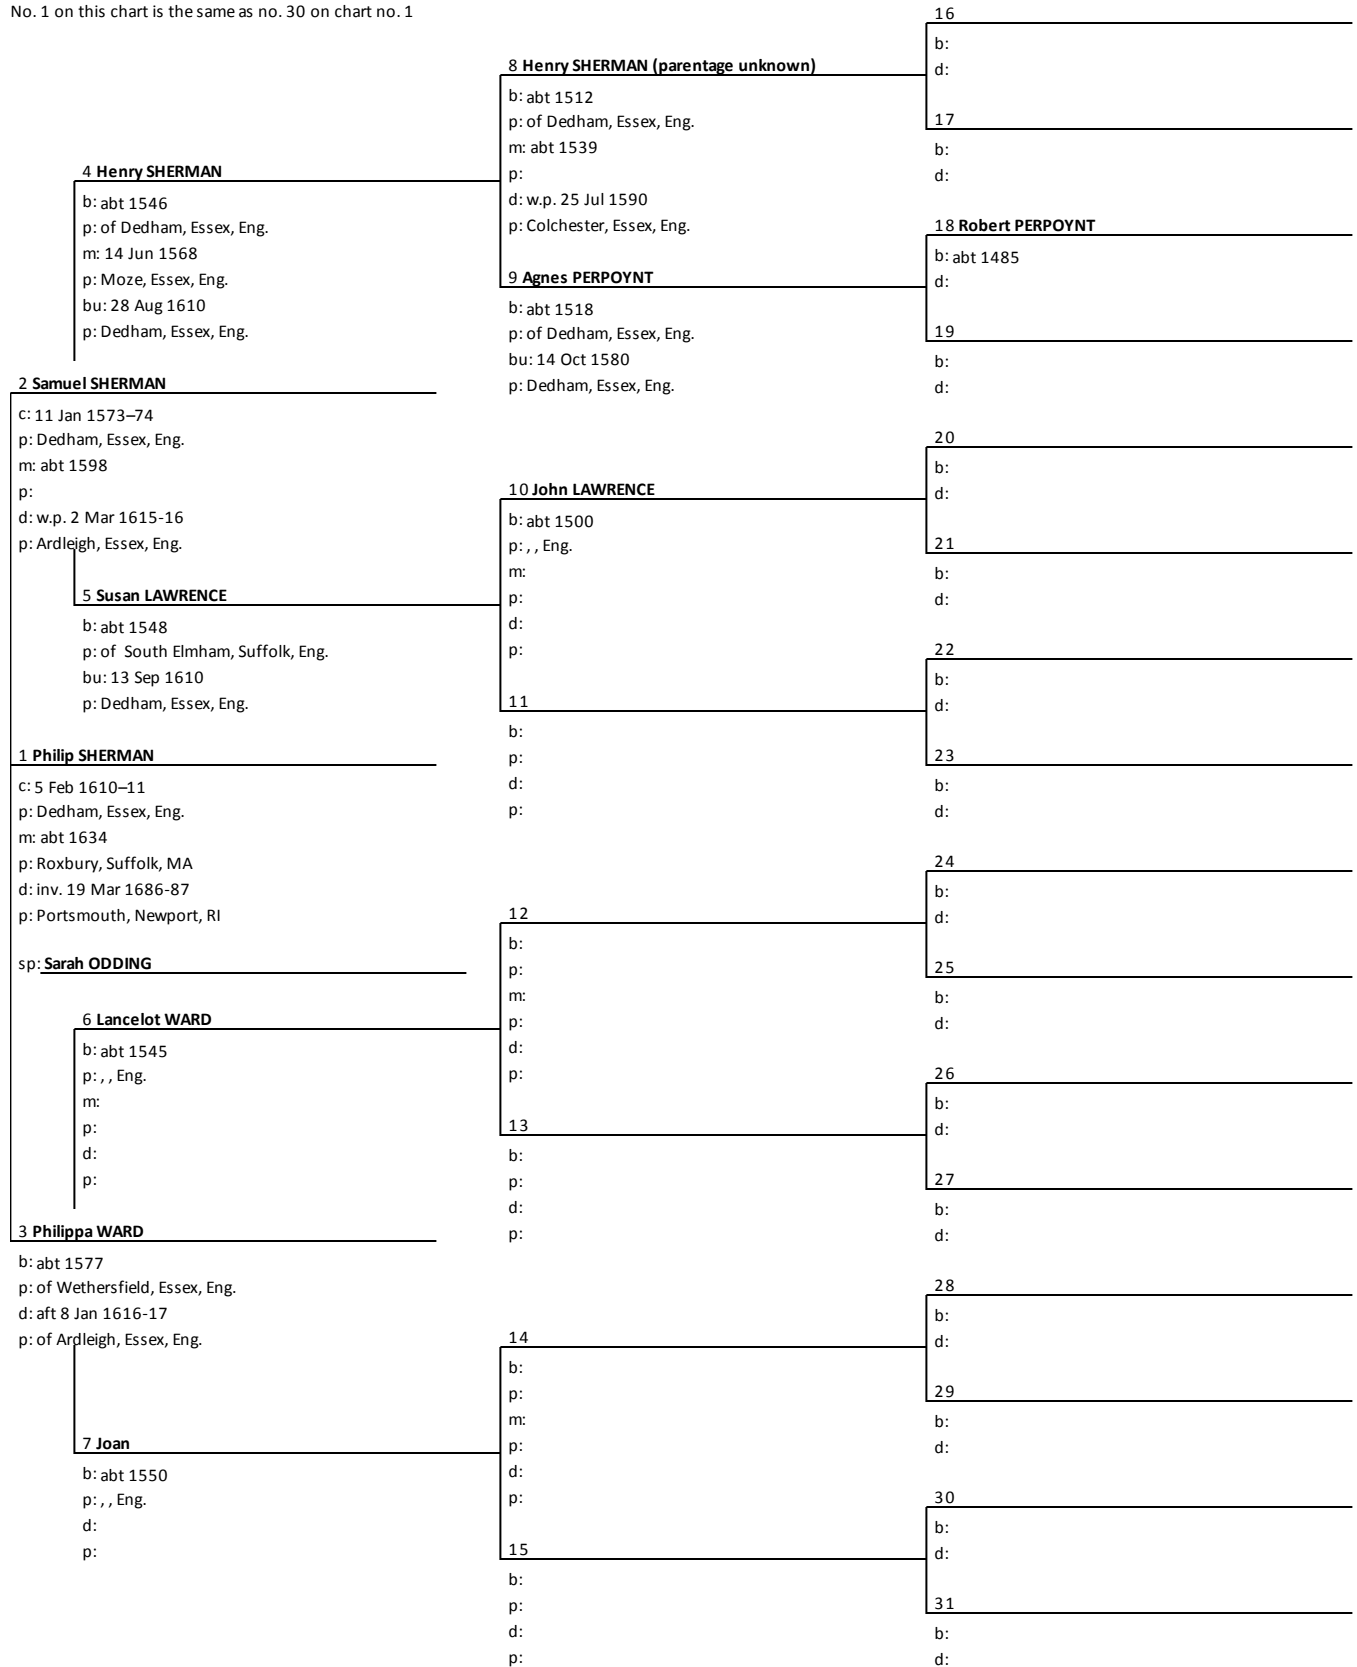 No. 1 on this chart is the same as no. 30 on chart no. 1
16
b:
d:
8 Henry SHERMAN (parentage unknown)
b: abt 1512
p: of Dedham, Essex, Eng.
m: abt 1539
p:
d: w.p. 25 Jul 1590
p: Colchester, Essex, Eng.
17
b:
d:
4 Henry SHERMAN
b: abt 1546
p: of Dedham, Essex, Eng.
m: 14 Jun 1568
p: Moze, Essex, Eng.
bu: 28 Aug 1610
p: Dedham, Essex, Eng.
18 Robert PERPOYNT
b: abt 1485
d:
9 Agnes PERPOYNT
b: abt 1518
p: of Dedham, Essex, Eng.
bu: 14 Oct 1580
p: Dedham, Essex, Eng.
19
b:
d:
2 Samuel SHERMAN
c: 11 Jan 1573–74
p: Dedham, Essex, Eng.
m: abt 1598
p:
d: w.p. 2 Mar 1615-16
p: Ardleigh, Essex, Eng.
20
b:
d:
10 John LAWRENCE
b: abt 1500
p: , , Eng.
m:
p:
d:
p:
21
b:
d:
5 Susan LAWRENCE
b: abt 1548
p: of South Elmham, Suffolk, Eng.
bu: 13 Sep 1610
p: Dedham, Essex, Eng.
22
b:
d:
11
b:
p:
d:
p:
23
b:
d:
1 Philip SHERMAN
c: 5 Feb 1610–11
p: Dedham, Essex, Eng.
m: abt 1634
p: Roxbury, Suffolk, MA
d: inv. 19 Mar 1686-87
p: Portsmouth, Newport, RI
sp: Sarah ODDING
24
b:
d:
12
b:
p:
m:
p:
d:
p:
25
b:
d:
6 Lancelot WARD
b: abt 1545
p: , , Eng.
m:
p:
d:
p:
26
b:
d:
13
b:
p:
d:
p:
27
b:
d:
3 Philippa WARD
b: abt 1577
p: of Wethersfield, Essex, Eng.
d: aft 8 Jan 1616-17
p: of Ardleigh, Essex, Eng.
28
b:
d:
14
b:
p:
m:
p:
d:
p:
29
b:
d:
7 Joan
b: abt 1550
p: , , Eng.
d:
p:
30
b:
d:
15
b:
p:
d:
p:
31
b:
d: